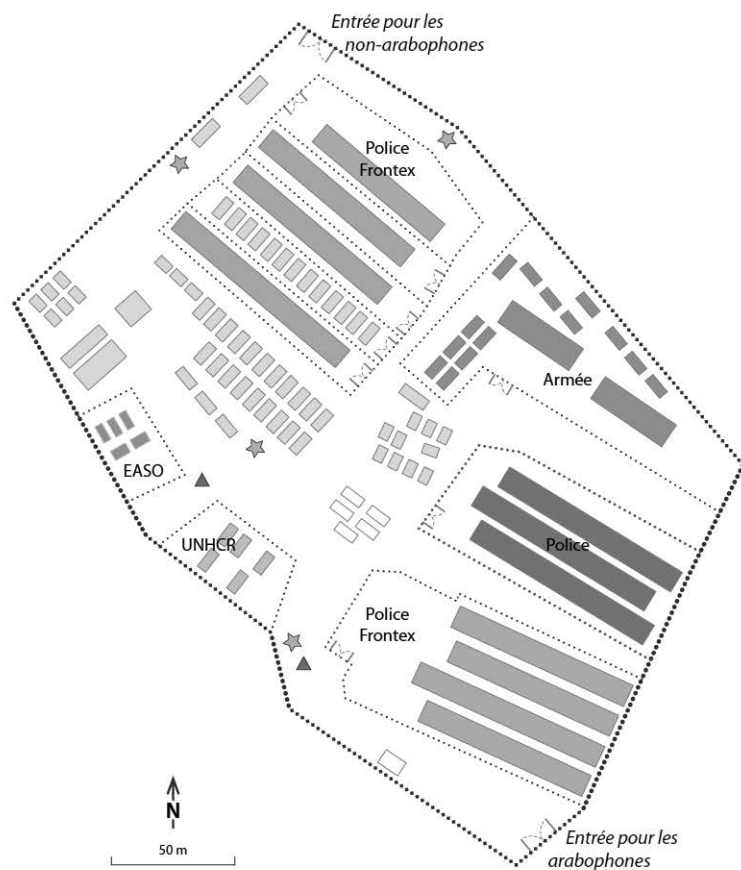 Entrée pour les
non-arabophones
Police
Frontex
Armée
EASO
UNHCR
Police
Police
Frontex
N
50 m
Entrée pour les
arabophones